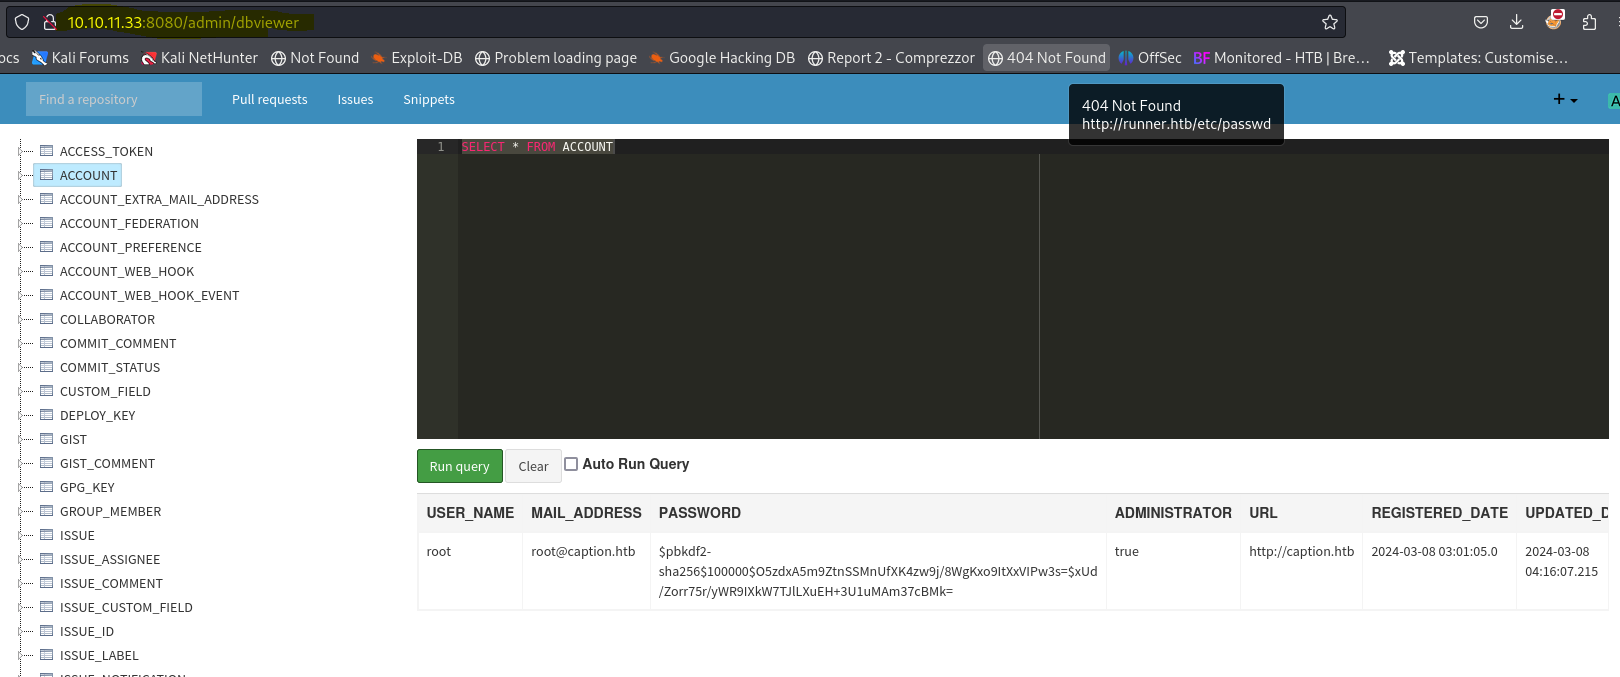 10.10.11.33:8080/admin/dbviewer
ocs Kali Forums Kali NetHunter Not Found Exploit-DB Problem loading page Google Hacking DB Report 2 - Comprezzor 404 Not Found OffSec BF Monitored - HTB | Bre… Templates: Customise…
Find a repository Pull requests Issues Snippets + A
404 Not Found
http://runner.htb/etc/passwd
ACCESS_TOKEN
ACCOUNT
ACCOUNT_EXTRA_MAIL_ADDRESS
ACCOUNT_FEDERATION
ACCOUNT_PREFERENCE
ACCOUNT_WEB_HOOK
ACCOUNT_WEB_HOOK_EVENT
COLLABORATOR
COMMIT_COMMENT
COMMIT_STATUS
CUSTOM_FIELD
DEPLOY_KEY
GIST
GIST_COMMENT
GPG_KEY
GROUP_MEMBER
ISSUE
ISSUE_ASSIGNEE
ISSUE_COMMENT
ISSUE_CUSTOM_FIELD
ISSUE_ID
ISSUE_LABEL
ISSUE_NOTIFICATION
1 SELECT * FROM ACCOUNT
Run query Clear Auto Run Query
USER_NAME MAIL_ADDRESS PASSWORD ADMINISTRATOR URL REGISTERED_DATE UPDATED_D
root root@caption.htb $pbkdf2- true http://caption.htb 2024-03-08 03:01:05.0 2024-03-08
sha256$100000$O5zdxA5m9ZtnSSMnUfXK4zw9j/8WgKxo9ItXxVIPw3s=$xUd 04:16:07.215
/Zorr75r/yWR9IXkW7TJlLXuEH+3U1uMAm37cBMk=